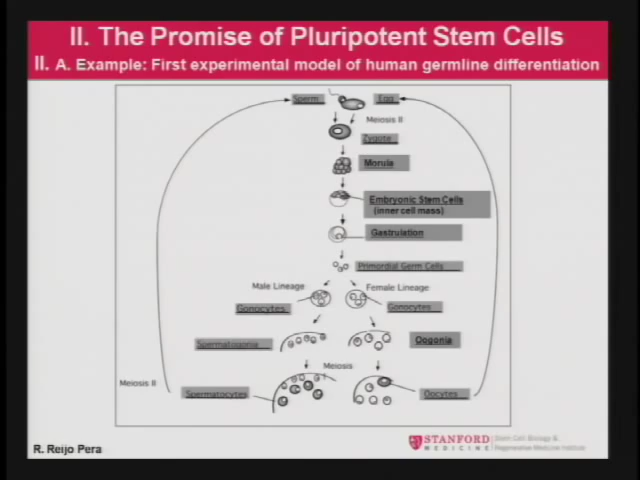 II. The Promise of Pluripotent Stem Cells
II. A. Example: First experimental model of human germline differentiation
Sperm
Egg
Meiosis II
Zygote
Morula
Embryonic Stem Cells
(inner cell mass)
Gastrulation
Primordial Germ Cells
Male Lineage
Female Lineage
Gonocytes
Gonocytes
Spermatogonia
Oogonia
Meiosis
Meiosis II
Spermatocytes
Oocytes
R. Reijo Pera
STANFORD
MEDICINE
Stem Cell Biology &
Regenerative Medicine Institute